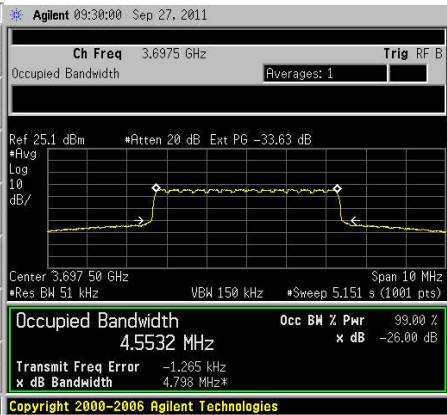 Agilent 09:30:00 Sep 27, 2011
Ch Freq 3.6975 GHz Trig RF B
Occupied Bandwidth Averages: 1
Ref 25.1 dBm #Atten 20 dB Ext PG -33.63 dB
#Avg
Log
10
dB/
Center 3.697 50 GHz Span 10 MHz
#Res BW 51 kHz VBW 150 kHz #Sweep 5.151 s (1001 pts)
Occupied Bandwidth Occ BW % Pwr 99.00 %
4.5532 MHz x dB -26.00 dB
Transmit Freq Error -1.265 kHz
x dB Bandwidth 4.798 MHz*
Copyright 2000-2006 Agilent Technologies